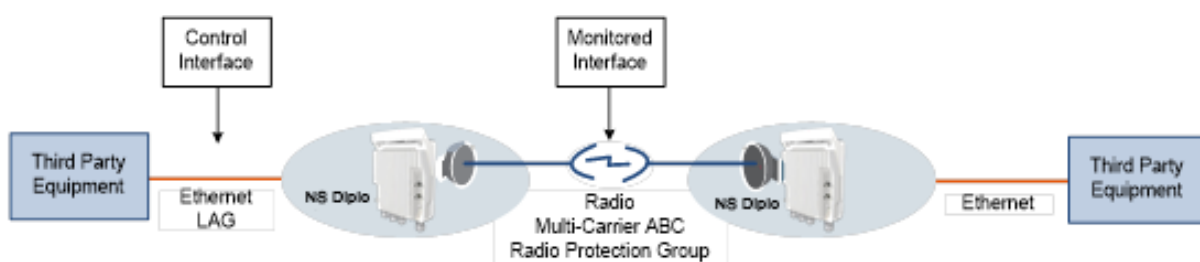 Control
Interface
Monitored
Interface
Third Party
Equipment
Ethernet
LAG
NS Diplo
Radio
Multi-Carrier ABC
Radio Protection Group
NS Diplo
Ethernet
Third Party
Equipment